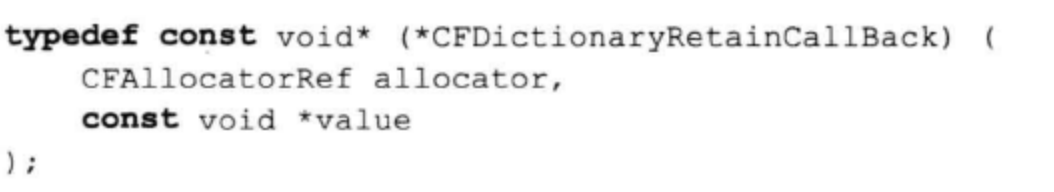 typedef const void* (*CFDictionaryRetainCallBack) (
    CFAllocatorRef allocator,
    const void *value
);